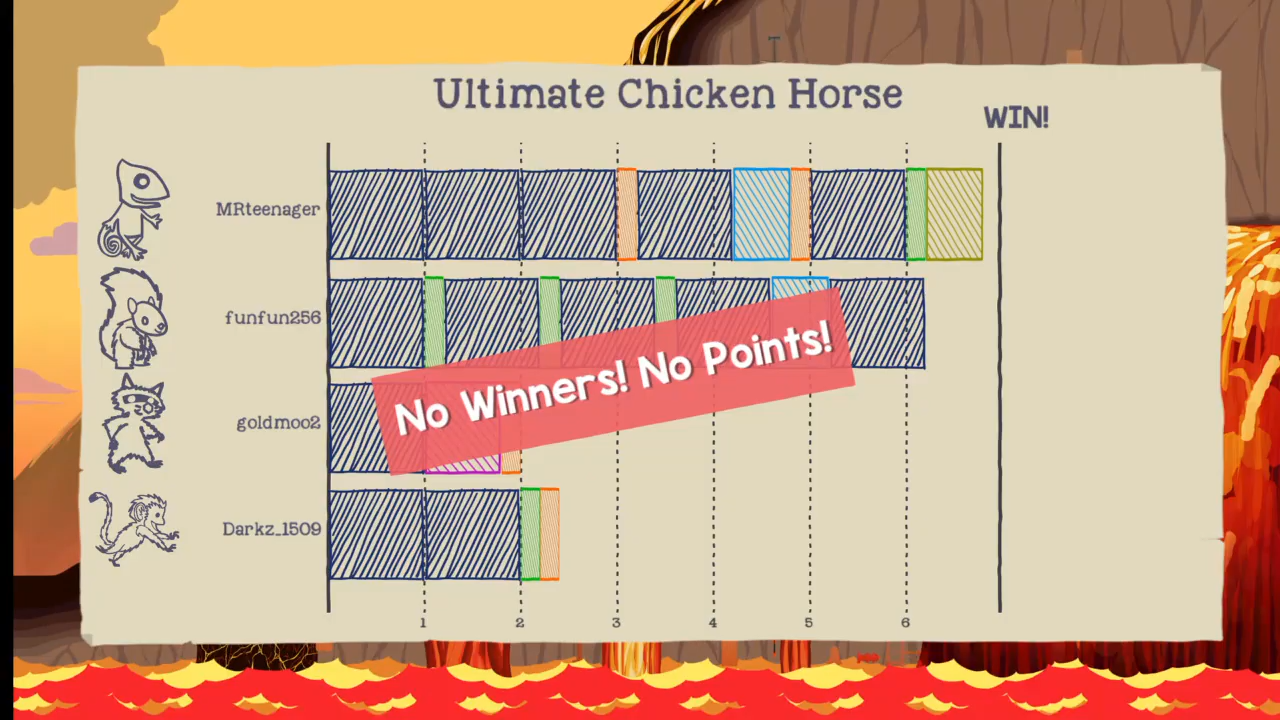 Ultimate Chicken Horse
WIN!
MRteenager
funfun256
No Winners! No Points!
goldmoo2
Darkz_1509
1 2 3 4 5 6